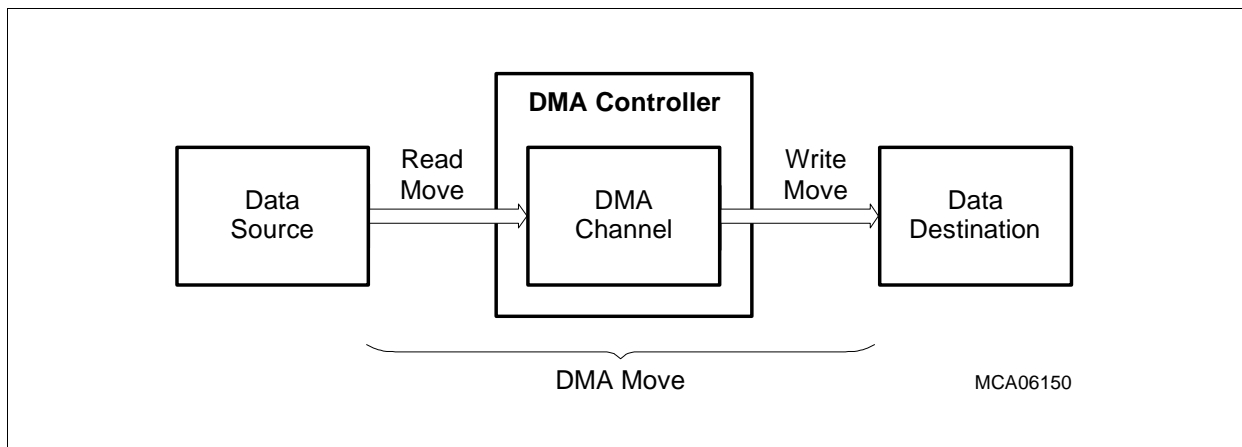 DMA Controller
Read
Move
Write
Move
Data
Source
DMA
Channel
Data
Destination
DMA Move
MCA06150